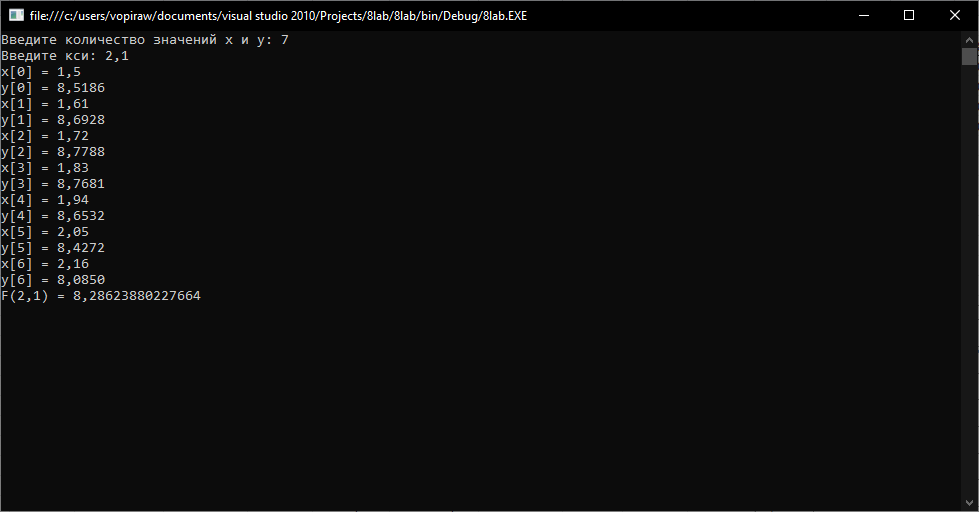 file:///c:/users/vopiraw/documents/visual studio 2010/Projects/8lab/8lab/bin/Debug/8lab.EXE
Введите количество значений x и y: 7
Введите кси: 2,1
x[0] = 1,5
y[0] = 8,5186
x[1] = 1,61
y[1] = 8,6928
x[2] = 1,72
y[2] = 8,7788
x[3] = 1,83
y[3] = 8,7681
x[4] = 1,94
y[4] = 8,6532
x[5] = 2,05
y[5] = 8,4272
x[6] = 2,16
y[6] = 8,0850
F(2,1) = 8,28623880227664